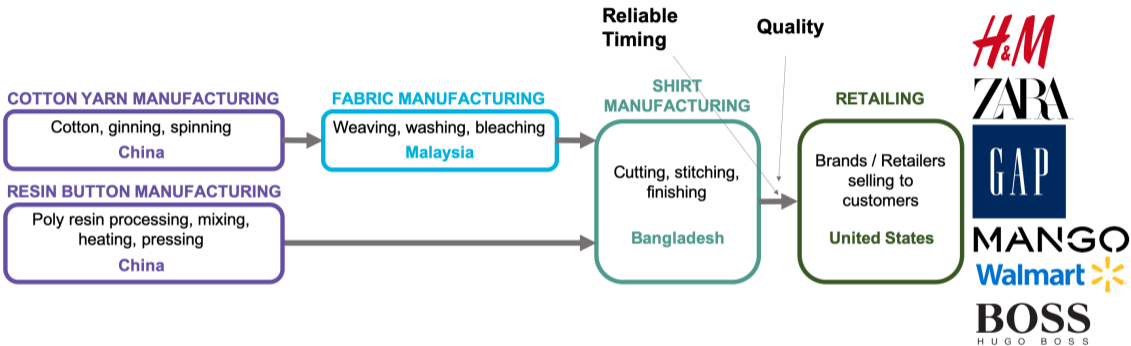 Reliable
Timing
Quality
COTTON YARN MANUFACTURING
Cotton, ginning, spinning
China
FABRIC MANUFACTURING
Weaving, washing, bleaching
Malaysia
RESIN BUTTON MANUFACTURING
Poly resin processing, mixing,
heating, pressing
China
SHIRT
MANUFACTURING
Cutting, stitching,
finishing
Bangladesh
RETAILING
Brands / Retailers
selling to
customers
United States
H&M
ZARA
GAP
MANGO
Walmart
BOSS
HUGO BOSS